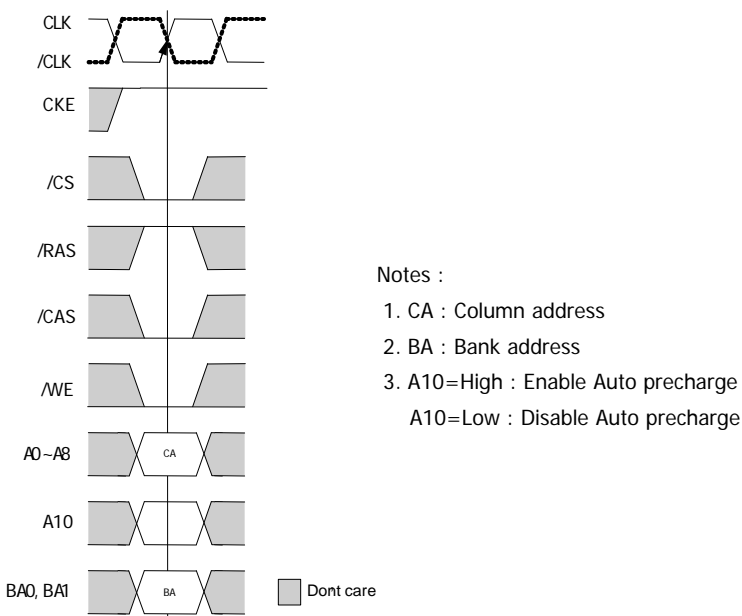 CLK
/CLK
CKE
/CS
/RAS
/CAS
/WE
A0~A8
CA
A10
BA0, BA1
BA
Dont care
Notes :
1. CA : Column address
2. BA : Bank address
3. A10=High : Enable Auto precharge
A10=Low : Disable Auto precharge